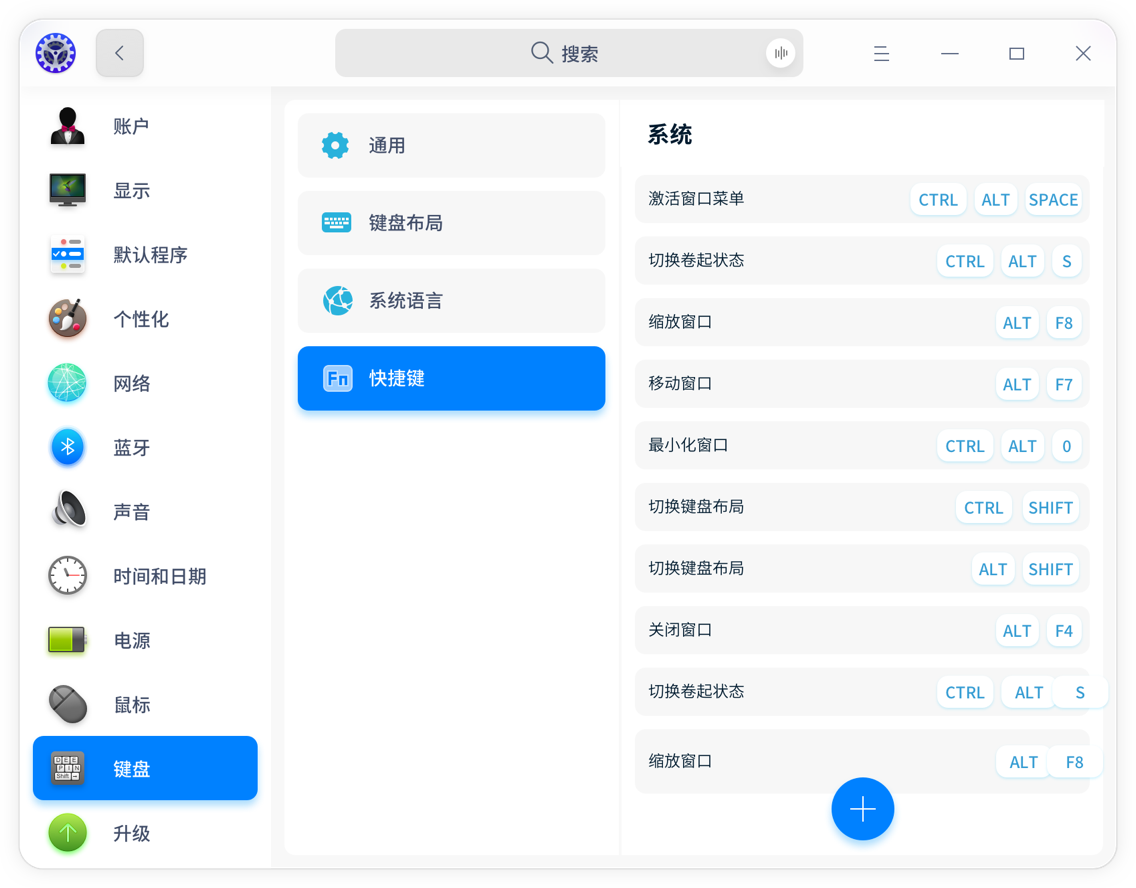 搜索
账户
显示
默认程序
个性化
网络
蓝牙
声音
时间和日期
电源
鼠标
键盘
升级
通用
键盘布局
系统语言
Fn 快捷键
系统
激活窗口菜单 CTRL ALT SPACE
切换卷起状态 CTRL ALT S
缩放窗口 ALT F8
移动窗口 ALT F7
最小化窗口 CTRL ALT 0
切换键盘布局 CTRL SHIFT
切换键盘布局 ALT SHIFT
关闭窗口 ALT F4
切换卷起状态 CTRL ALT S
缩放窗口 ALT F8
DEE
PIN
Shift